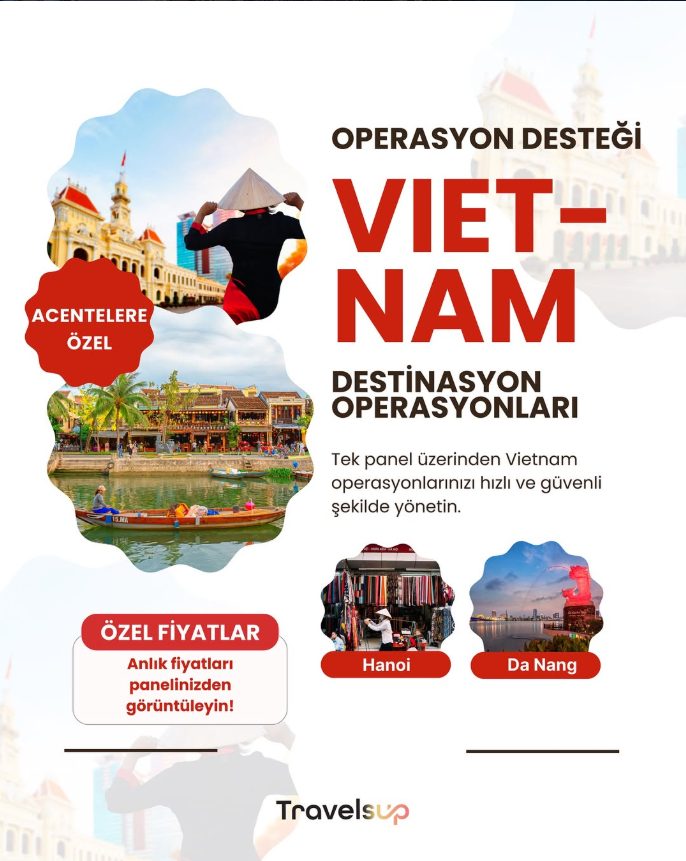 OPERASYON DESTEĞİ
VIET-
NAM
ACENTELERE
ÖZEL
DESTİNASYON
OPERASYONLARI
Tek panel üzerinden Vietnam
operasyonlarınızı hızlı ve güvenli
şekilde yönetin.
Hanoi
Da Nang
ÖZEL FİYATLAR
Anlık fiyatları
panelinizden
görüntüleyin!
Travelsup